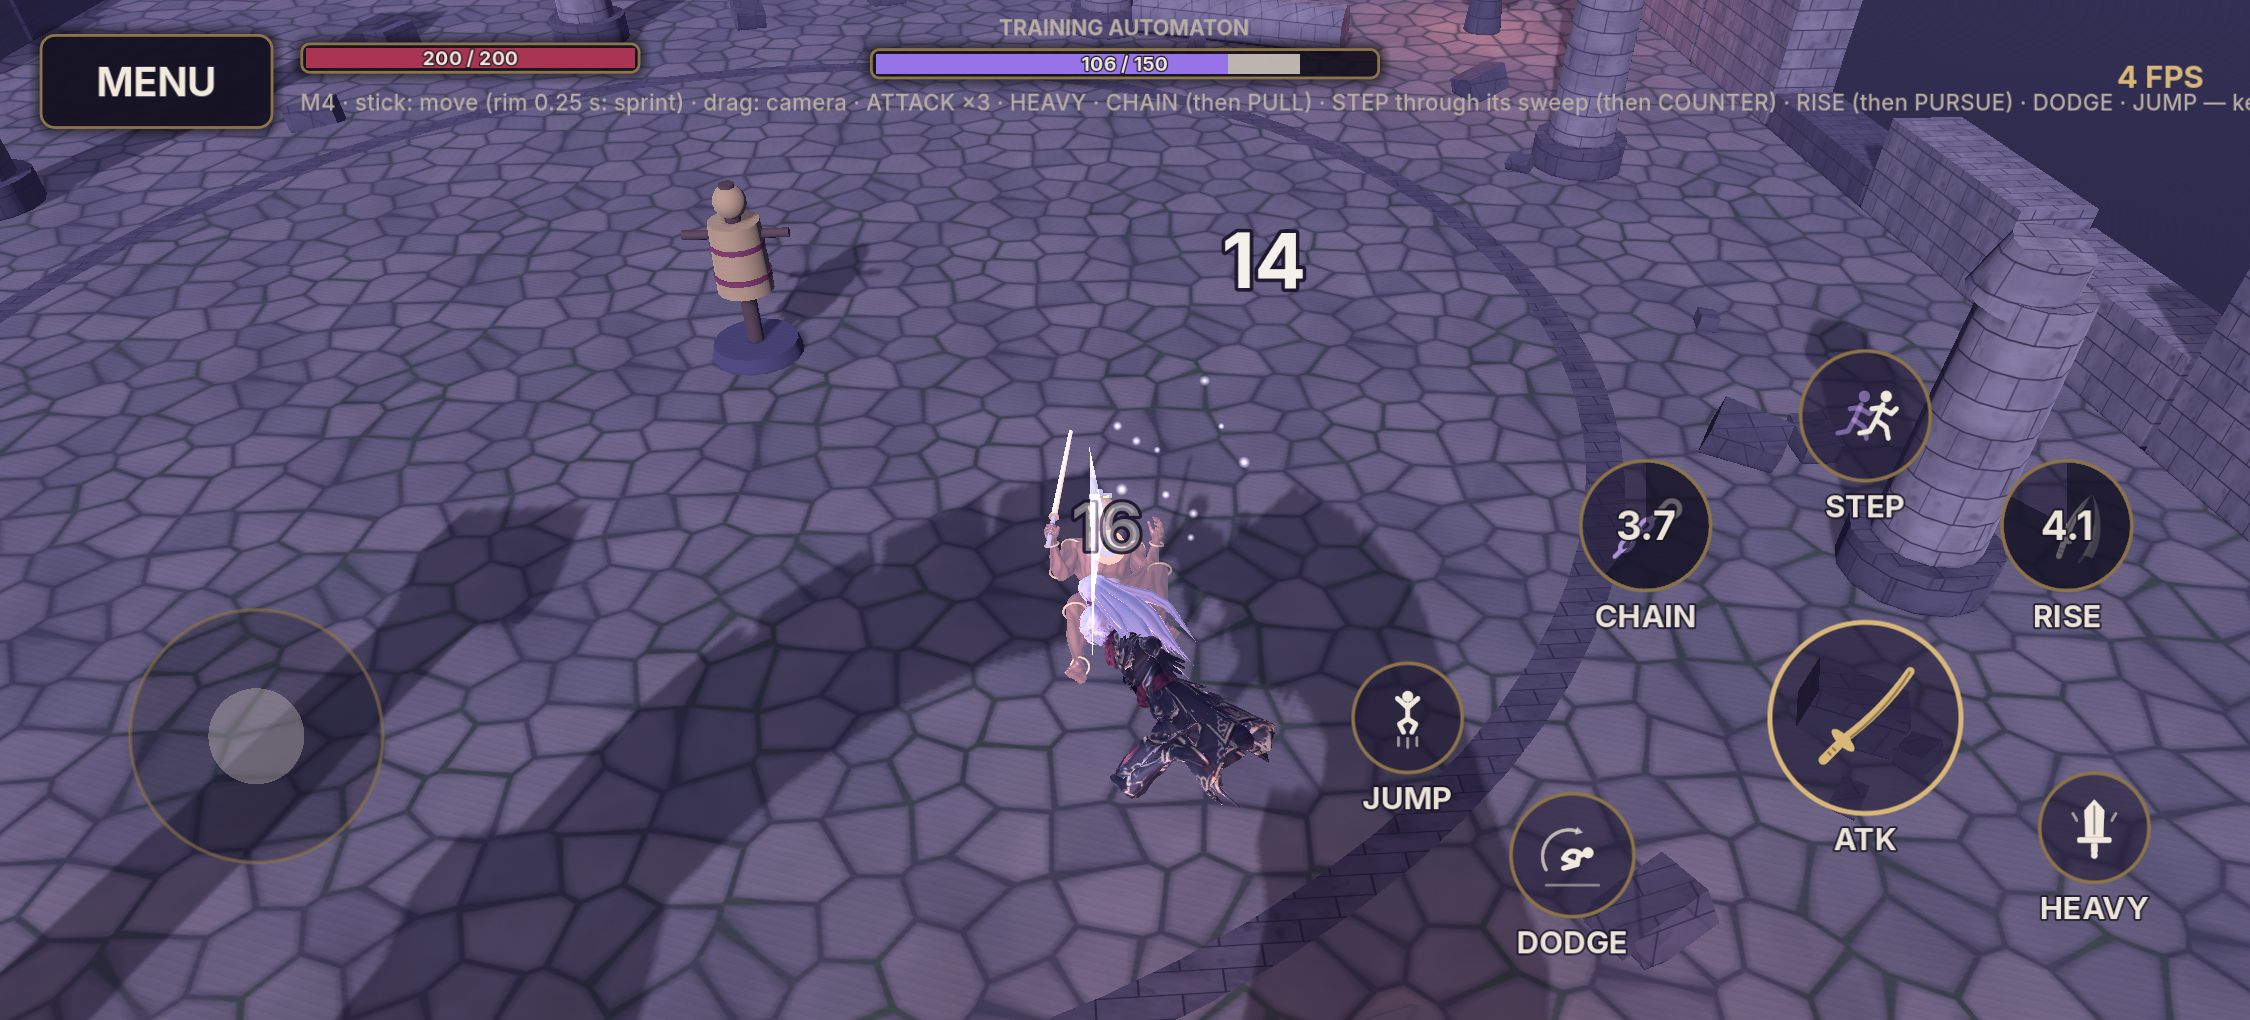 TRAINING AUTOMATON
MENU
200 / 200
106 / 150
4 FPS
M4 · stick: move (rim 0.25 s: sprint) · drag: camera · ATTACK ×3 · HEAVY · CHAIN (then PULL) · STEP through its sweep (then COUNTER) · RISE (then PURSUE) · DODGE · JUMP — ke
14
16
STEP
3.7
4.1
CHAIN
RISE
JUMP
ATK
HEAVY
DODGE